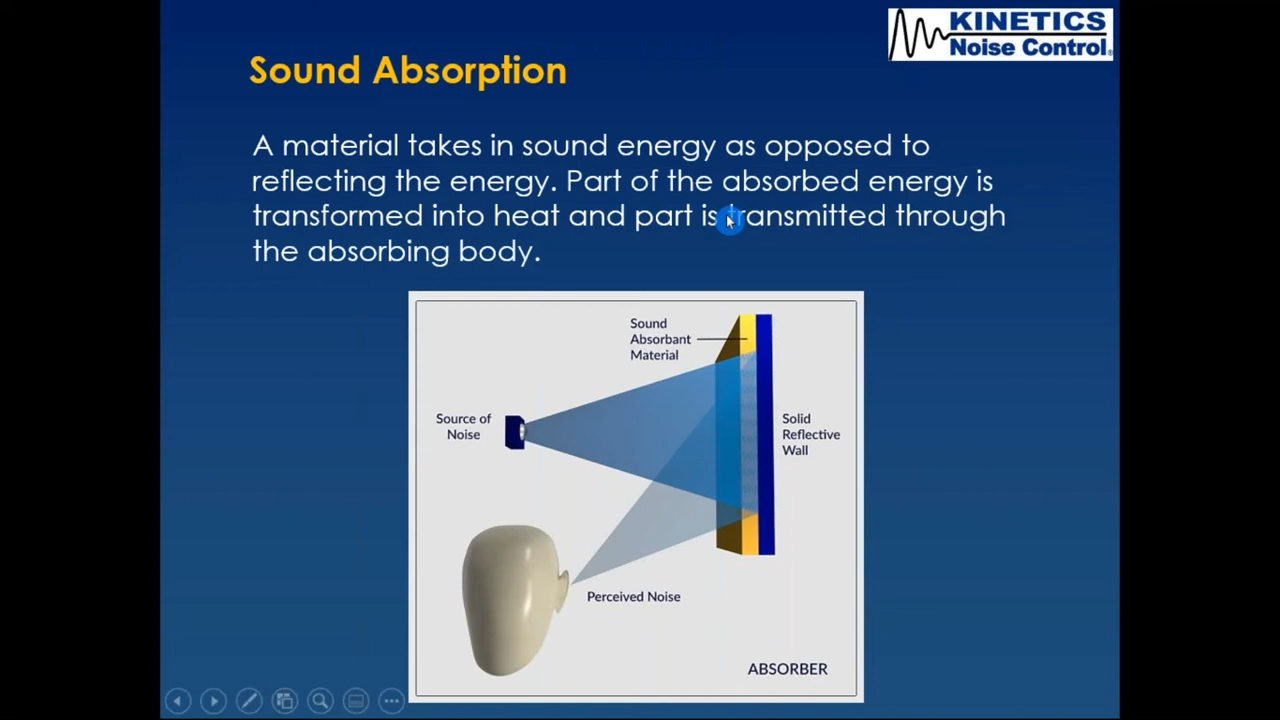 KINETICS
Noise Control®
Sound Absorption
A material takes in sound energy as opposed to
reflecting the energy. Part of the absorbed energy is
transformed into heat and part is transmitted through
the absorbing body.
Sound
Absorbant
Material
Source of
Noise
Solid
Reflective
Wall
Perceived Noise
ABSORBER